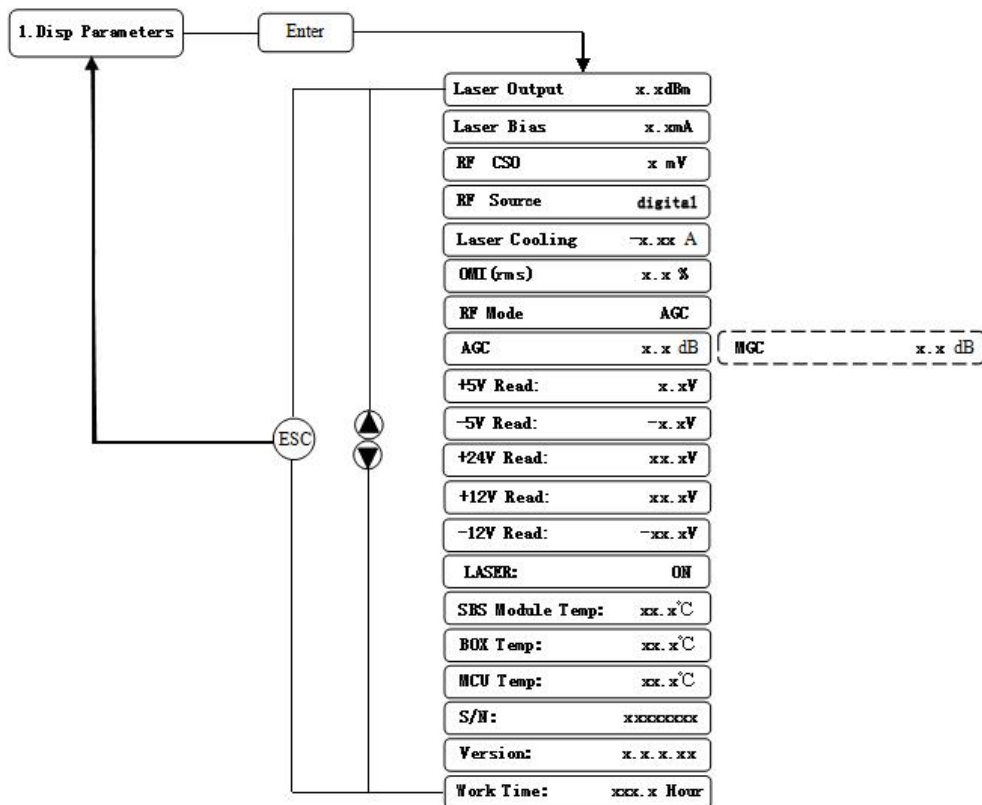 1.Disp Parameters
Enter
Laser Output x.xdBm
Laser Bias x.xmA
RF CSO x mV
RF Source digital
Laser Cooling -x.xx A
OMI(rms) x.x %
RF Mode AGC
AGC x.x dB MGC x.x dB
+5V Read: x.xV
-5V Read: -x.xV
ESC
+24V Read: xx.xV
+12V Read: xx.xV
-12V Read: -xx.xV
LASER: ON
SBS Module Temp: xx.x℃
BOX Temp: xx.x℃
MCU Temp: xx.x℃
S/N: xxxxxxxx
Version: x.x.x.xx
Work Time: xxx.x Hour